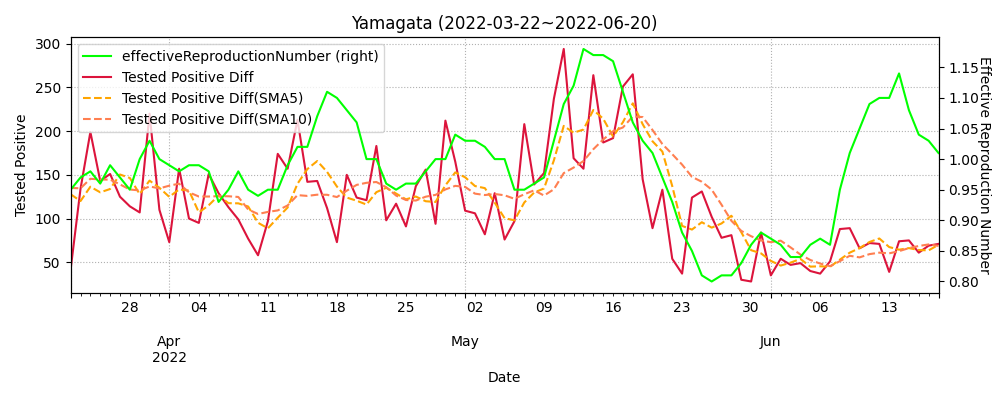 Yamagata (2022-03-22~2022-06-20)
effectiveReproductionNumber (right)
Tested Positive Diff
Tested Positive Diff(SMA5)
Tested Positive Diff(SMA10)
Tested Positive
300
250
200
150
100
50
1.15
1.10
1.05
1.00
0.95
0.90
0.85
0.80
Effective Reproduction Number
28 04 11 18 25 02 09 16 23 30 06 13
Apr May Jun
2022
Date